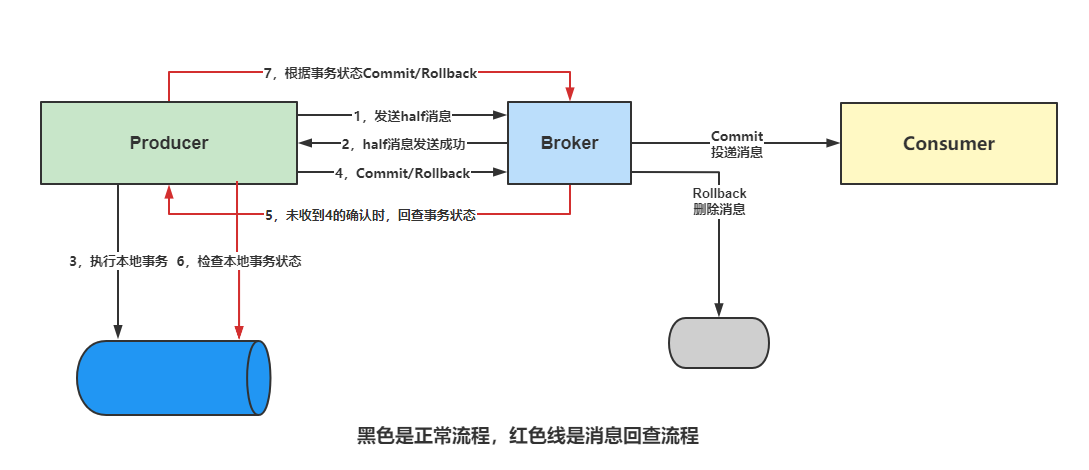 7，根据事务状态Commit/Rollback
1，发送half消息
Producer
2，half消息发送成功
Broker
Commit
投递消息
Consumer
4，Commit/Rollback
Rollback
删除消息
5，未收到4的确认时，回查事务状态
3，执行本地事务
6，检查本地事务状态
黑色是正常流程，红色线是消息回查流程